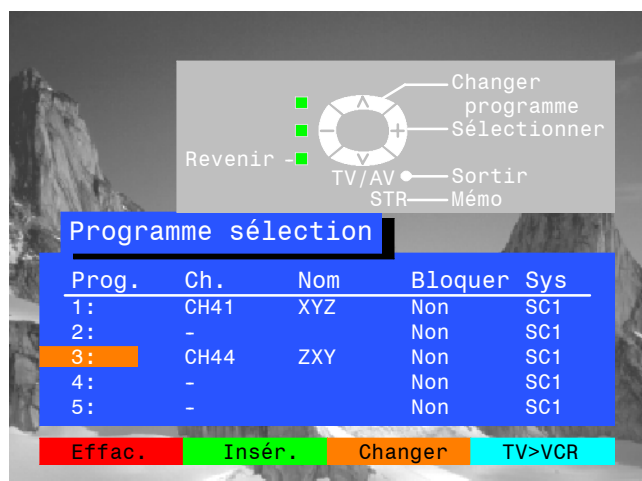 Changer
programme
Sélectionner
Revenir
TV/AV Sortir
STR Mémo
Programme sélection
Prog. Ch. Nom Bloquer Sys
1: CH41 XYZ Non SC1
2: - Non SC1
3: CH44 ZXY Non SC1
4: - Non SC1
5: - Non SC1
Effac. Insér. Changer TV>VCR